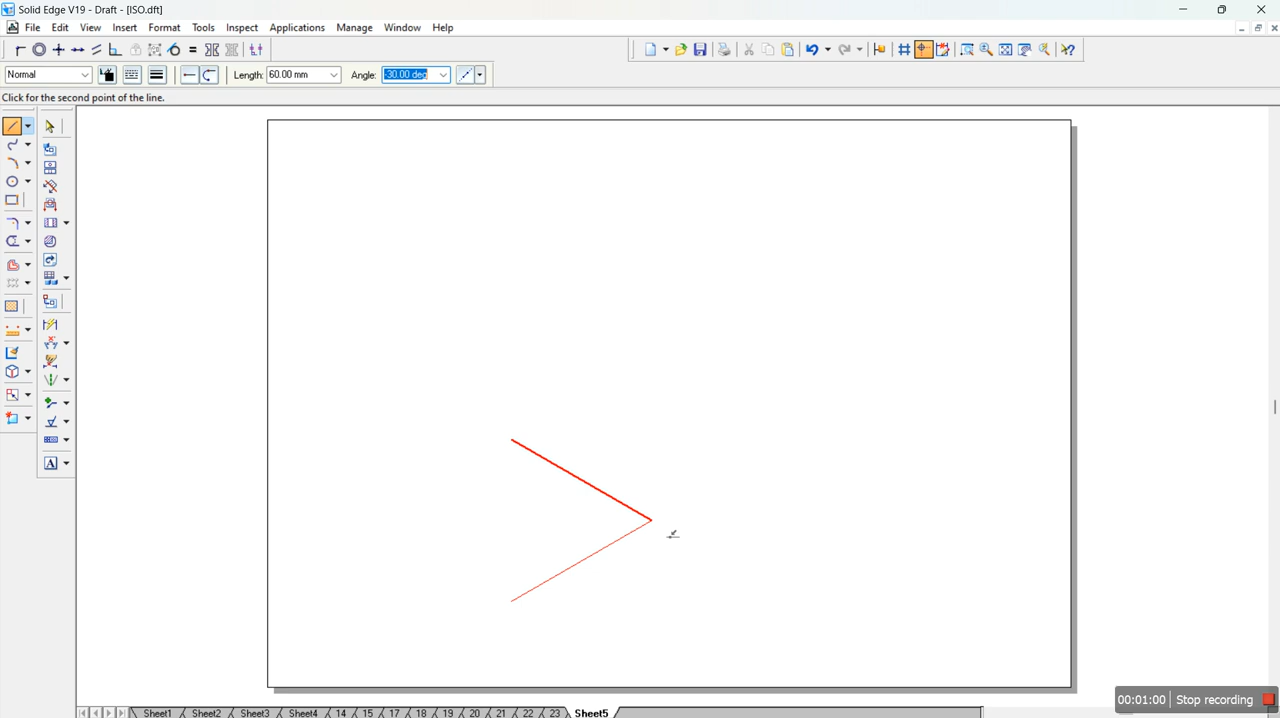 Solid Edge V19 - Draft - [ISO.dft]
File Edit View Insert Format Tools Inspect Applications Manage Window Help
Normal Length: 60.00 mm Angle: -30.00 deg
Click for the second point of the line.
A
Sheet1 Sheet2 Sheet3 Sheet4 14 15 17 18 19 20 21 22 23 Sheet5
00:01:00 Stop recording